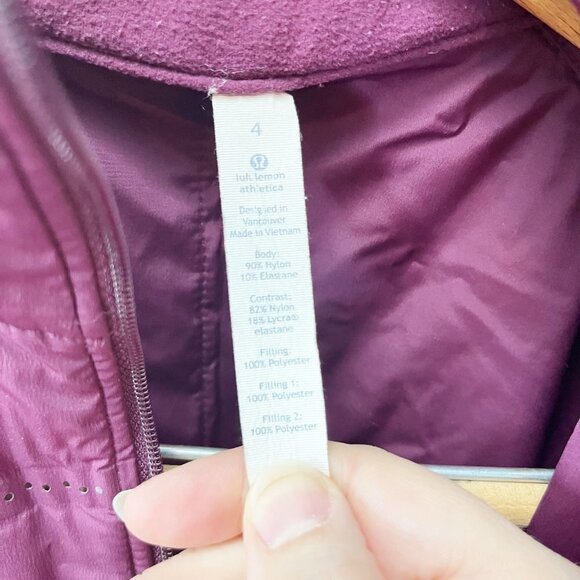 4
lululemon
athletica
Designed in
Vancouver
Made in Vietnam
Body:
90% Nylon
10% Elastane
Contrast:
82% Nylon
18% Lycra®
elastane
Filling:
100% Polyester
Filling 1:
100% Polyester
Filling 2:
100% Polyester